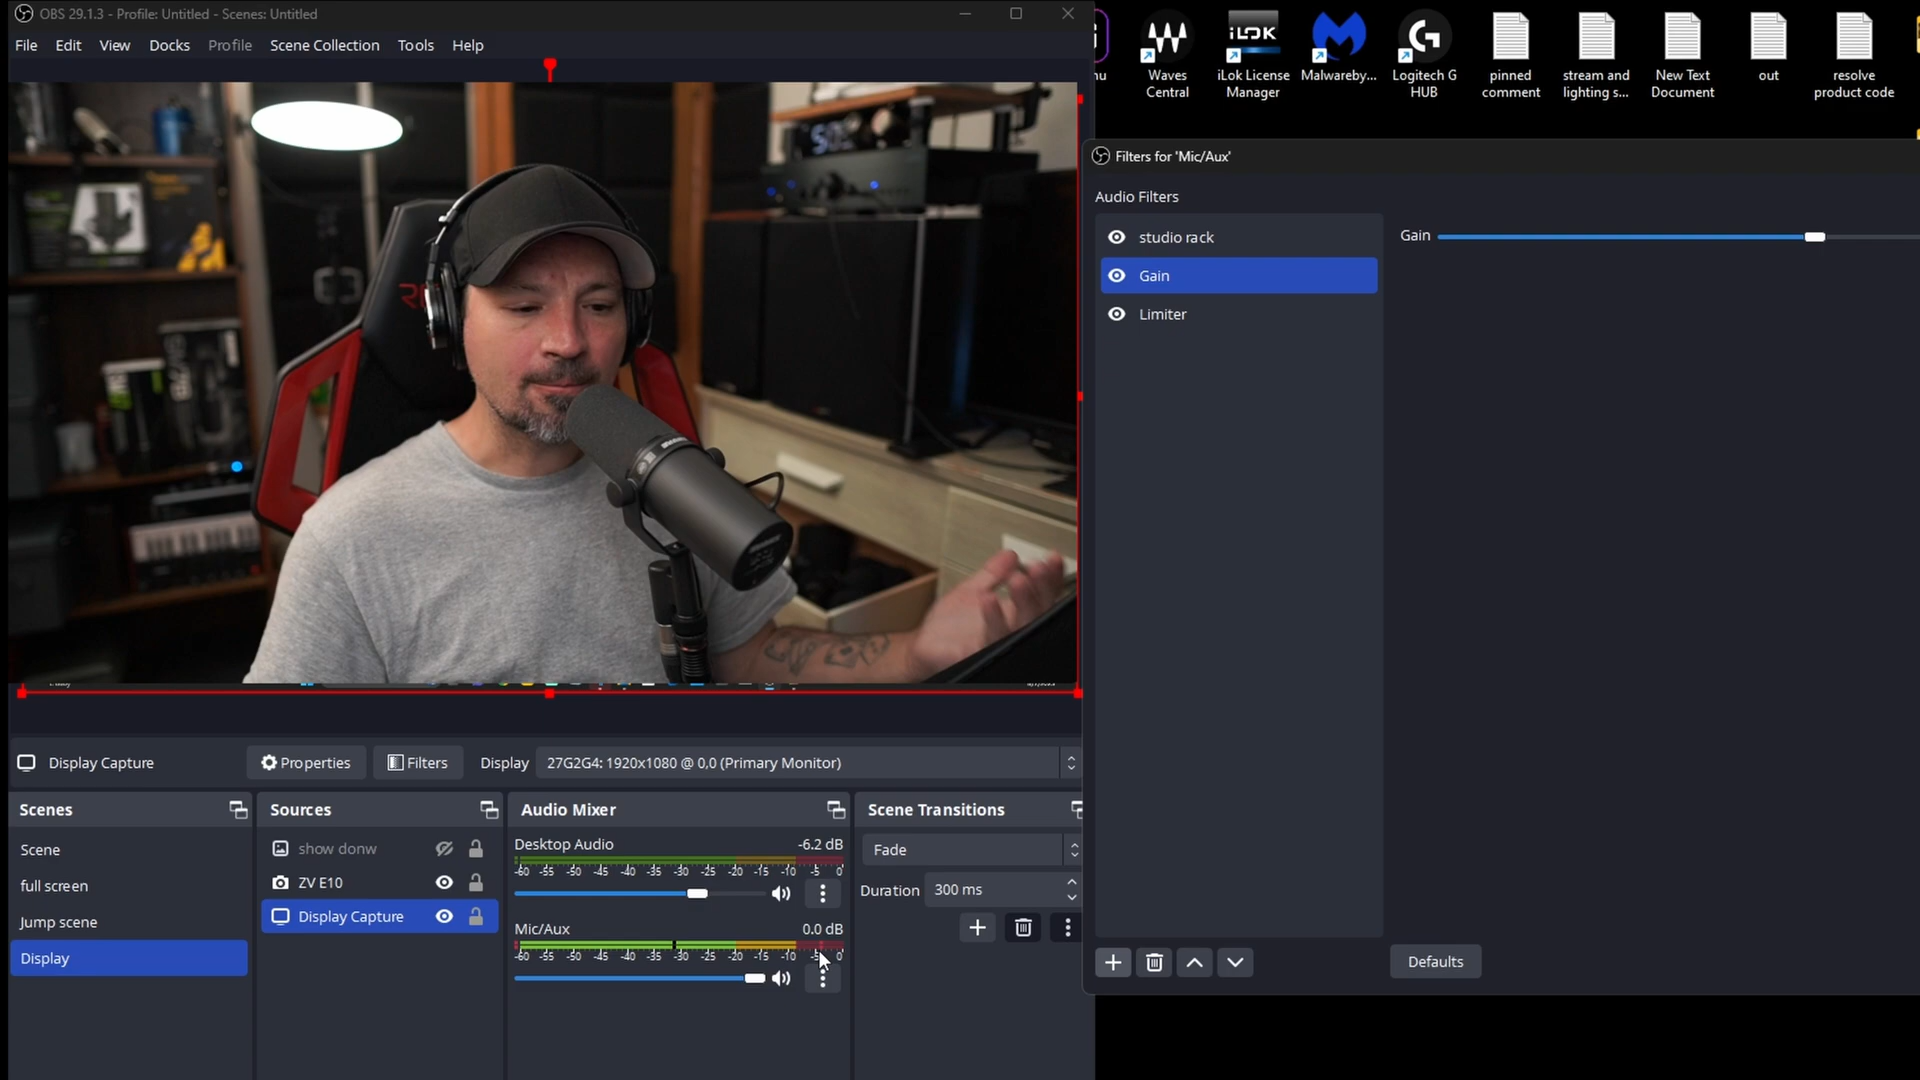 OBS 29.1.3 - Profile: Untitled - Scenes: Untitled
File Edit View Docks Profile Scene Collection Tools Help
nu
Waves
Central
iLOK
iLok License
Manager
Malwareby...
Logitech G
HUB
pinned
comment
stream and
lighting s...
New Text
Document
out
resolve
product code
Filters for 'Mic/Aux'
Audio Filters
studio rack
Gain
Limiter
Gain
Defaults
Display Capture
Properties
Filters
Display
27G2G4: 1920x1080 @ 0,0 (Primary Monitor)
Scenes
Scene
full screen
Jump scene
Display
Sources
show donw
ZV E10
Display Capture
Audio Mixer
Desktop Audio -6.2 dB
-60 -55 -50 -45 -40 -35 -30 -25 -20 -15 -10 -5 0
Mic/Aux 0.0 dB
-60 -55 -50 -45 -40 -35 -30 -25 -20 -15 -10 -5 0
Scene Transitions
Fade
Duration 300 ms